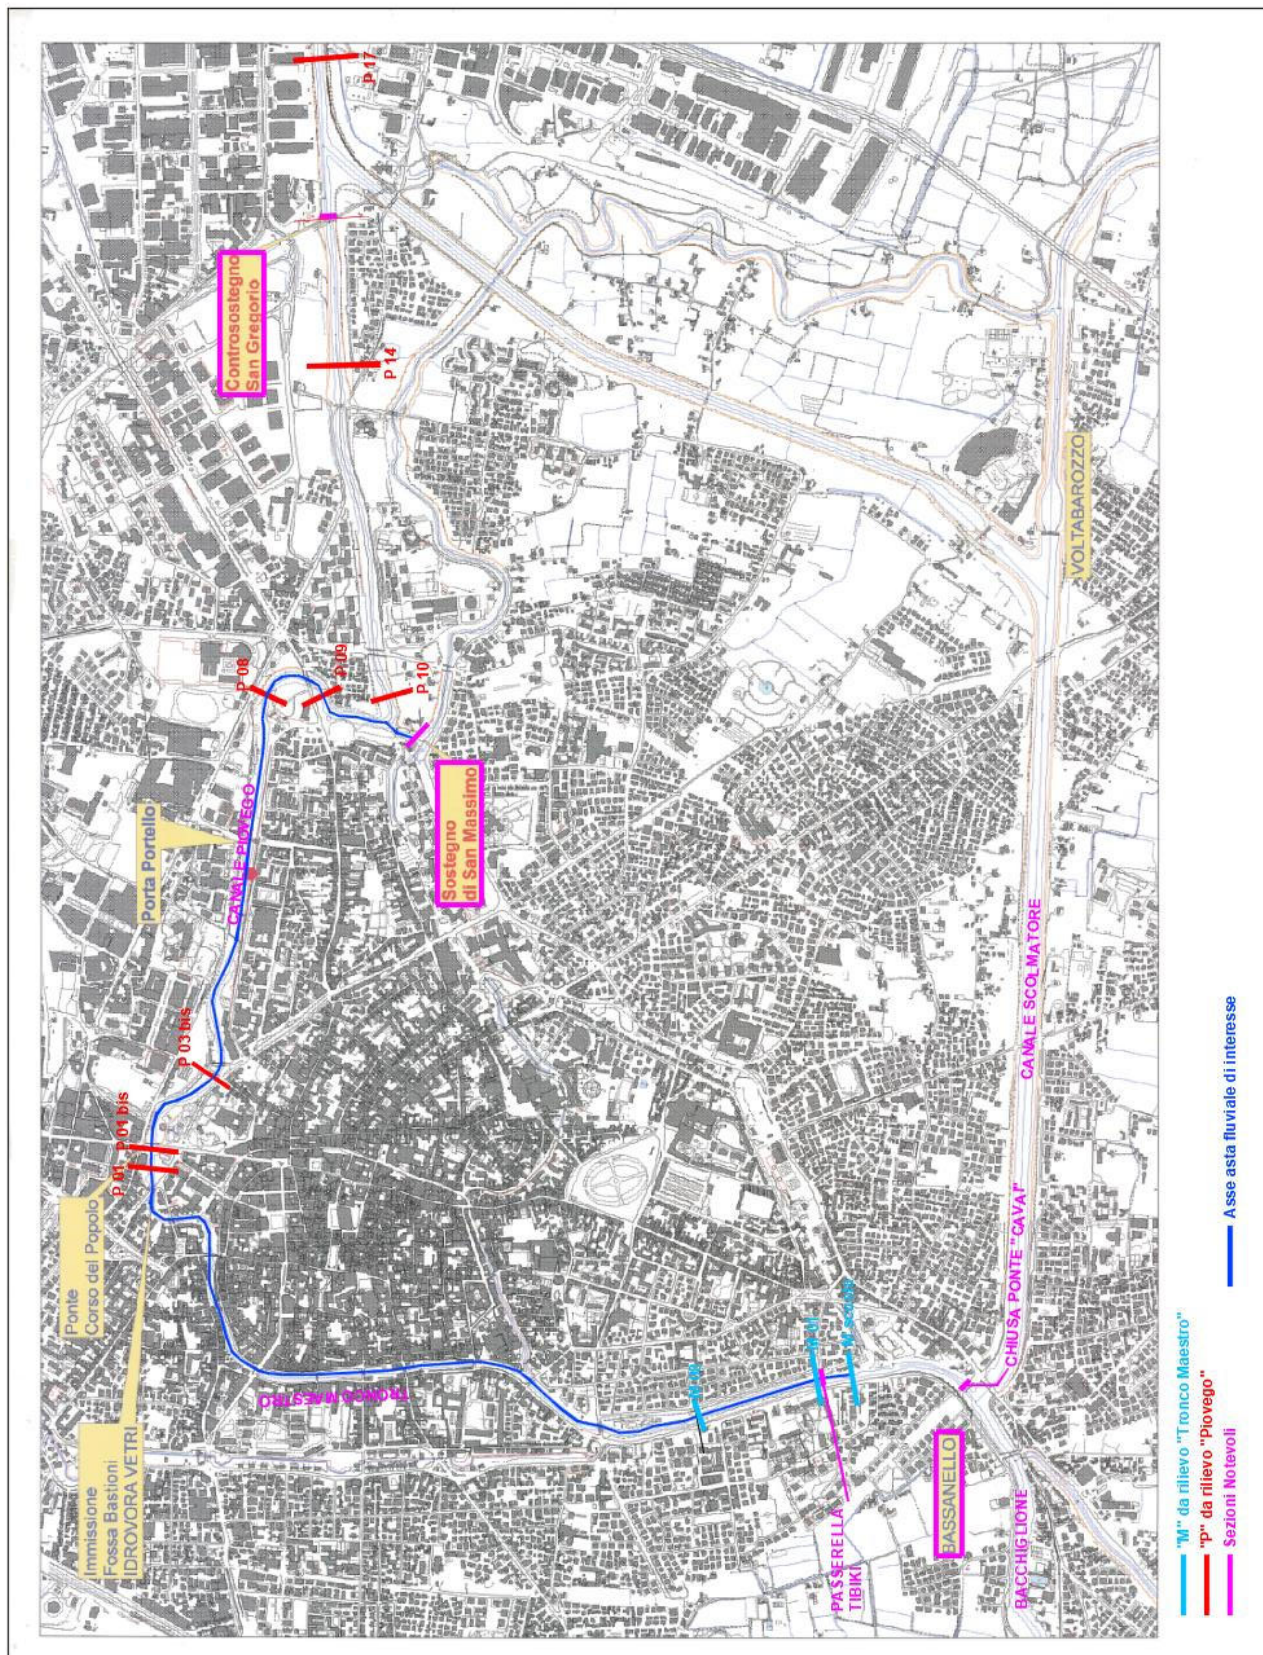 Immissione
Fossa Bastioni
IDROVORA VETRI
Ponte
Corso del Popolo
P 01
P 01 bis
P 03 bis
Porta Portello
CANALE PIOVEGO
P 08
P 09
P 10
Controsostegno
San Gregorio
P 14
P 17
Sostegno
di San Massimo
TRONCO MAESTRO
M 01
PASSERELLA
TIBIKI
BASSANELLO
BACCHIGLIONE
CHIUSA PONTE "CAVAI"
CANALE SCOLMATORE
VOLTABAROZZO
"M" da rilievo "Tronco Maestro"
"P" da rilievo "Piovego"
Sezioni Notevoli
Asse asta fluviale di interesse